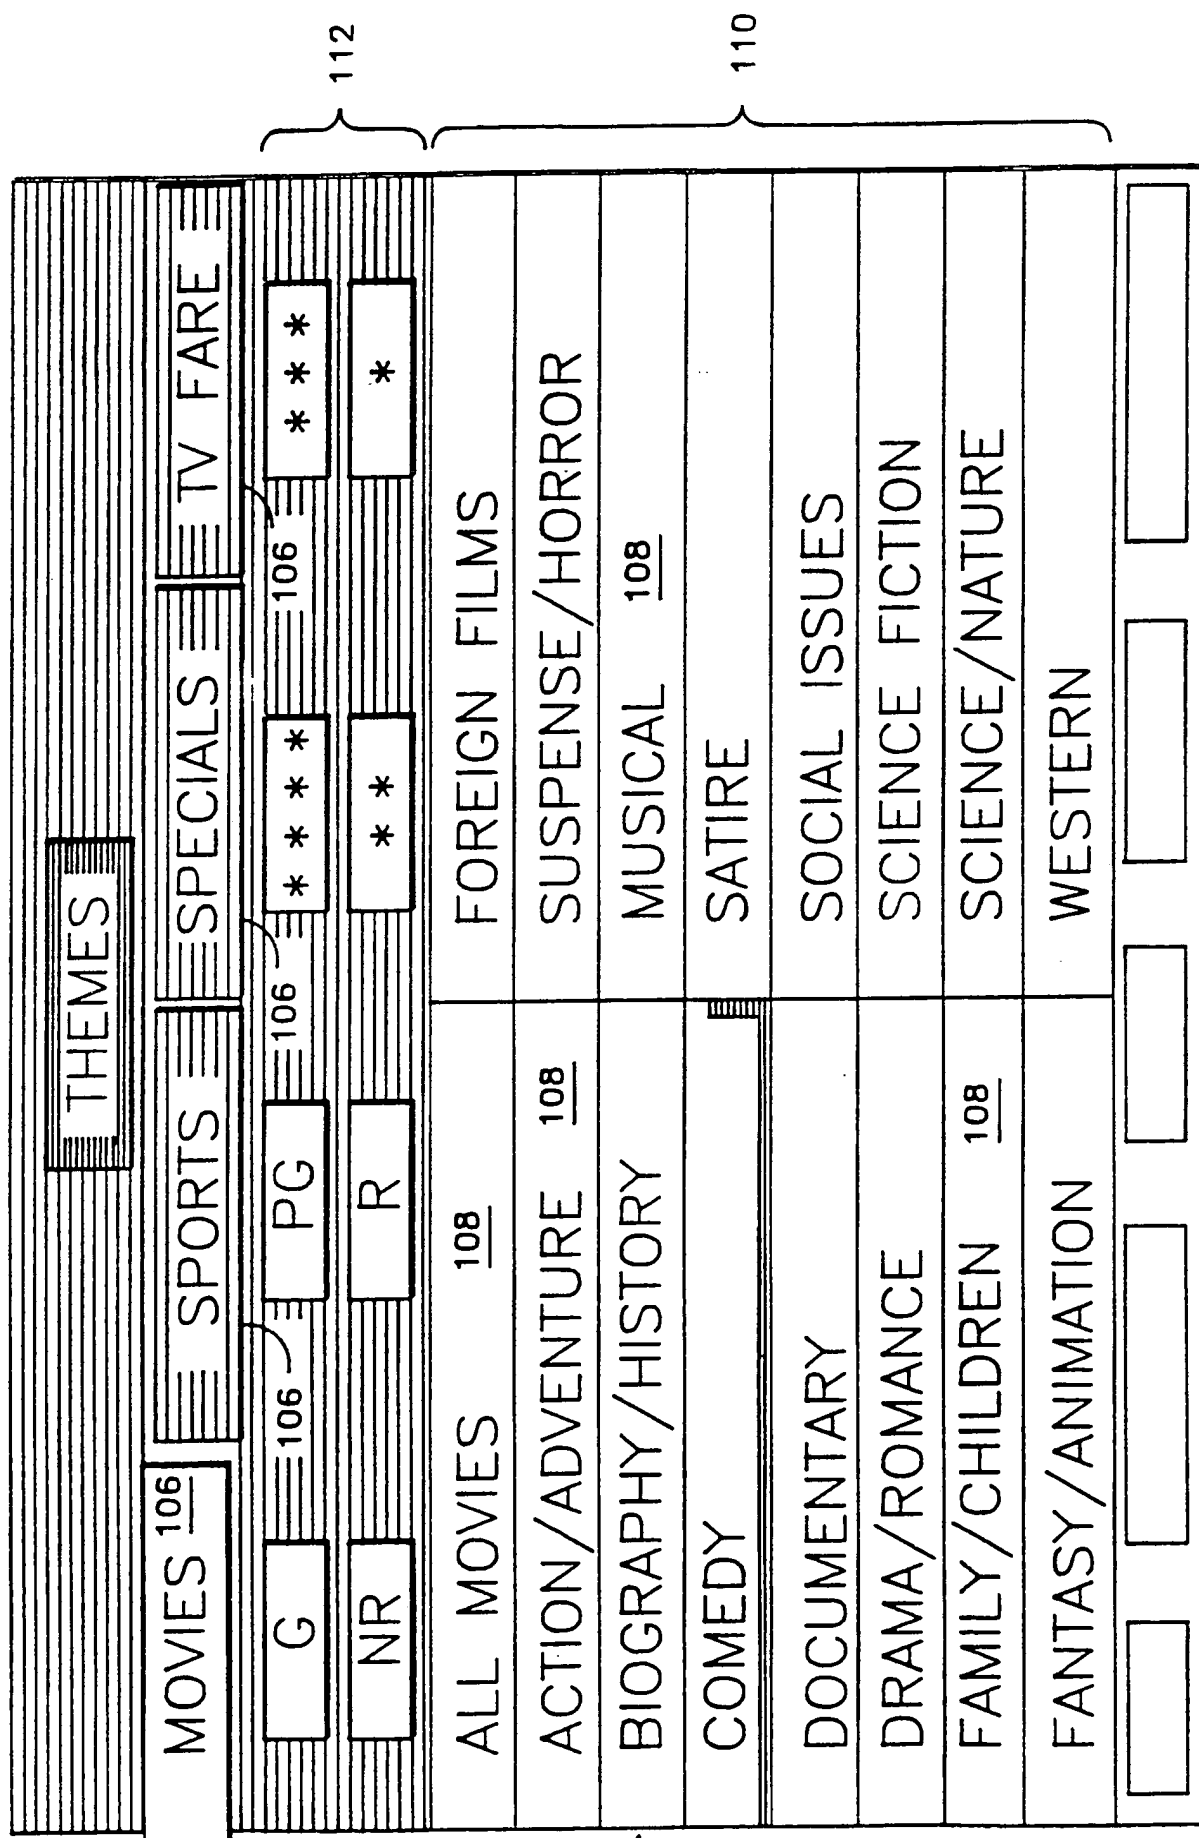 THEMES
MOVIES 106 SPORTS SPECIALS TV FARE
G 106 PG 106 * * * * 106 * * *
NR R * * *
112
ALL MOVIES 108 FOREIGN FILMS
ACTION/ADVENTURE 108 SUSPENSE/HORROR
BIOGRAPHY/HISTORY MUSICAL 108
COMEDY SATIRE
110
DOCUMENTARY SOCIAL ISSUES
DRAMA/ROMANCE SCIENCE FICTION
FAMILY/CHILDREN 108 SCIENCE/NATURE
FANTASY/ANIMATION WESTERN